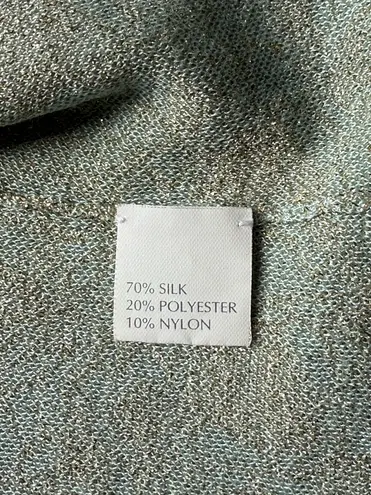 70% SILK
20% POLYESTER
10% NYLON